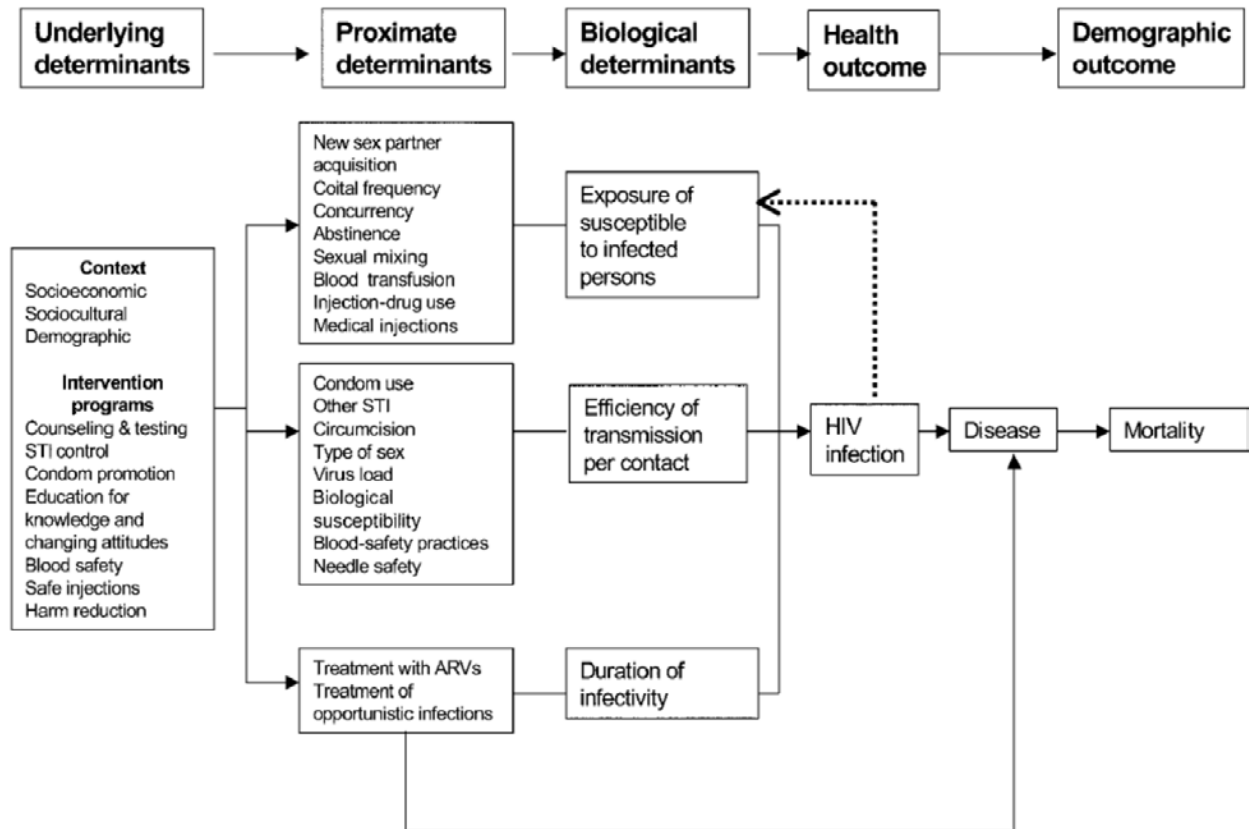 Underlying
determinants
Proximate
determinants
Biological
determinants
Health
outcome
Demographic
outcome
Context
Socioeconomic
Sociocultural
Demographic
Intervention
programs
Counseling & testing
STI control
Condom promotion
Education for
knowledge and
changing attitudes
Blood safety
Safe injections
Harm reduction
New sex partner
acquisition
Coital frequency
Concurrency
Abstinence
Sexual mixing
Blood transfusion
Injection-drug use
Medical injections
Condom use
Other STI
Circumcision
Type of sex
Virus load
Biological
susceptibility
Blood-safety practices
Needle safety
Treatment with ARVs
Treatment of
opportunistic infections
Exposure of
susceptible
to infected
persons
Efficiency of
transmission
per contact
Duration of
infectivity
HIV
infection
Disease
Mortality